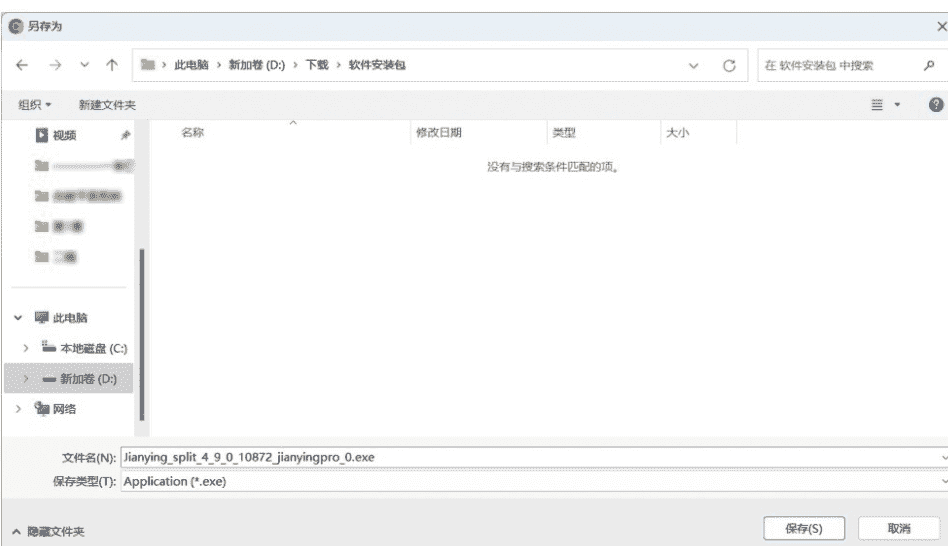 另存为
此电脑 › 新加卷 (D:) › 下载 › 软件安装包
在 软件安装包 中搜索
组织 新建文件夹
视频
名称 修改日期 类型 大小
没有与搜索条件匹配的项。
此电脑
本地磁盘 (C:)
新加卷 (D:)
网络
文件名(N): Jianying_split_4_9_0_10872_jianyingpro_0.exe
保存类型(T): Application (*.exe)
隐藏文件夹 保存(S) 取消